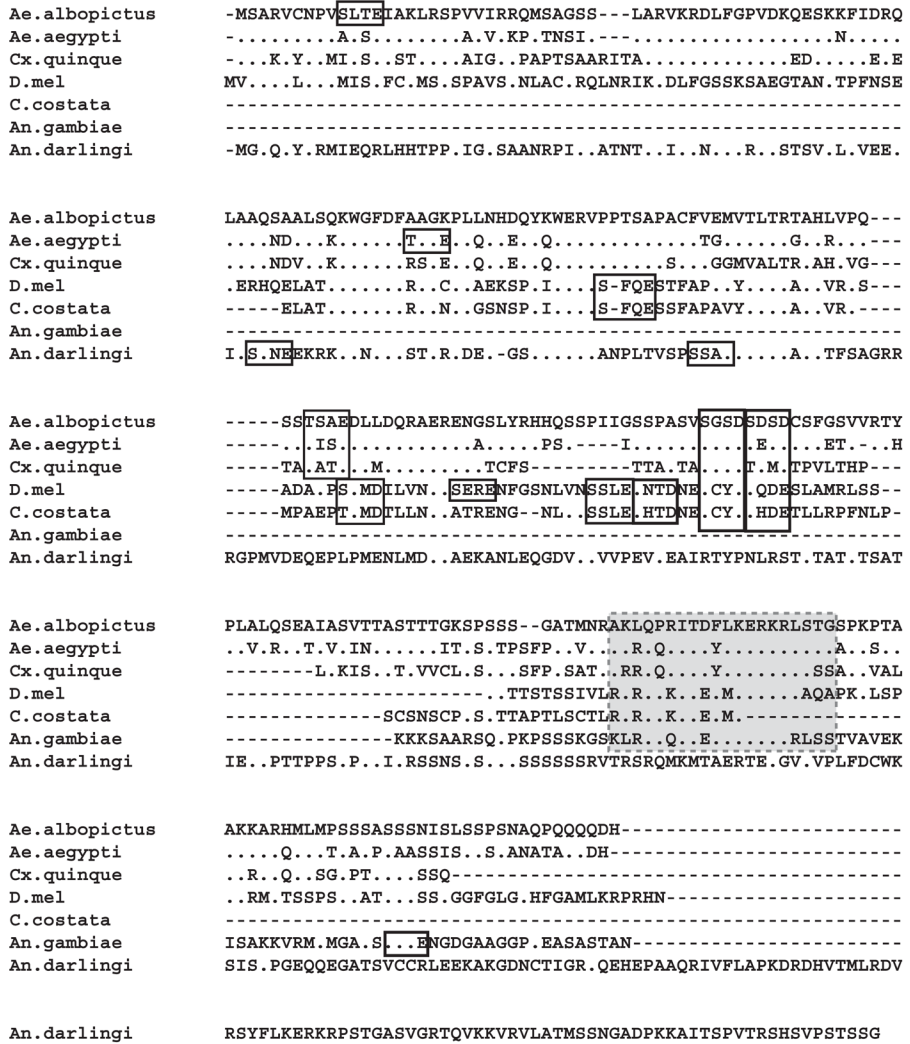 Ae.albopictus -MSARVCNPVSLTEIAKLRSPVVIRRQMSAGSS---LARVKRDLFGPVDKQESKKFIDRQ
Ae.aegypti -.........A.S........A.V.KP.TNSI.---..................N.....
Cx.quinque -...K.Y..MI.S..ST....AIG..PAPTSAARITA.............ED....E.E
D.mel MV....L...MIS.FC.MS.SPAVS.NLAC.RQLNRIK.DLFGSSKSAEGTAN.TPFNSE
C.costata ------------------------------------------------------------
An.gambiae ------------------------------------------------------------
An.darlingi -MG.Q.Y.RMIEQRLHHTPP.IG.SAANRPI..ATNT..I..N...R..STSV.L.VEE.
Ae.albopictus LAAQSAALSQKWGFDFAAGKPLLNHDQYKWERVPPTSAPACFVEMVTLTRTAHLVPQ---
Ae.aegypti ....ND...K......T..E..Q..E..Q.............TG......G..R...---
Cx.quinque ....NDV..K......RS.E..Q..E..Q..........S...GGMVALTR.AH.VG---
D.mel .ERHQELAT.......R..C..AEKSP.I....S-FQESTFAP..Y....A..VR.S---
C.costata -----ELAT.......R..N...GSNSP.I....S-FQESSFAPAVY....A..VR.----
An.gambiae ------------------------------------------------------------
An.darlingi I.S.NEEKRK..N...ST.R.DE.-GS......ANPLTVSPSSSA.....A..TFSAGRR
Ae.albopictus -----SSTSAEDLLDQRAERERENGSLYRHHQSSPIIGSSPASVSGSDSDSDCSFGSVVRTY
Ae.aegypti -----..IS............A.....PS.....I...........E.....ET...H
Cx.quinque -----TA.AT...M.........TCFS---------TTA.TA....T.M.TPVLTHP---
D.mel -----ADA.PS.MDILVN..SERENFGSNLVNSSLE.NTDNE.CY..QDESLAMRLSS--
C.costata -----MPAEPT.MDTLLN..ATRENG--NL..SSLE.HTDNE.CY..HDETLLRPFNLP-
An.gambiae ------------------------------------------------------------
An.darlingi RGPMVDEQEPLPMENLMD..AEKANLEQGDV..VVPEV.EAIRTYPNLRST.TAT.TSAT
Ae.albopictus PLALQSEAIASVTTASTTTGKSPSSS--GATMNRAKLQPRITDFLKERKRLSTGSPKPTA
Ae.aegypti ..V.R..T.V.IN......IT.S.TPSFP..V....R.Q....Y..........A..S..
Cx.quinque --------L.KIS..T.VVCL.S...SFP.SAT..RR.Q....Y........SSA..VAL
D.mel ----------------------..TTSTSSIVLR.R..K..E.M......AQAPK.LSP
C.costata --------------SCSNSCP.S.TTAPTLSCTLR.R..K..E.M.---------------
An.gambiae ---------------KKKSAARSQ.PKPSSSKGSKLR..Q..E.......RLSSTVAVEK
An.darlingi IE..PTTPPS.P..I.RSSNS.S...SSSSSSRVTRSRQMKMTAERTE.GV.VPLFDCWK
Ae.albopictus AKKARHMLMPSSSASSSNISLSSPSNAQPQQQQDH-------------------------
Ae.aegypti .....Q...T.A.P.AASSIS..S.ANATA..DH--------------------------
Cx.quinque ..R..Q..SG.PT....SSQ----------------------------------------
D.mel ..RM.TSSPS..AT...SS.GGFGLG.HFGAMLKRPRHN---------------------
C.costata ------------------------------------------------------------
An.gambiae ISAKKVRM.MGA.S...ENGDGAAGGP.EASASTAN------------------------
An.darlingi SIS.PGEQQEGATSVCCRLEEKAKGDNCTIGR.QEHEPAAQRIVFLAPKDRDHVTMLRDV
An.darlingi RSYFLKERKRPSTGASVGRTQVKKVRVLATMSSNGADPKKAITSPVTRSHSVPSTSSG